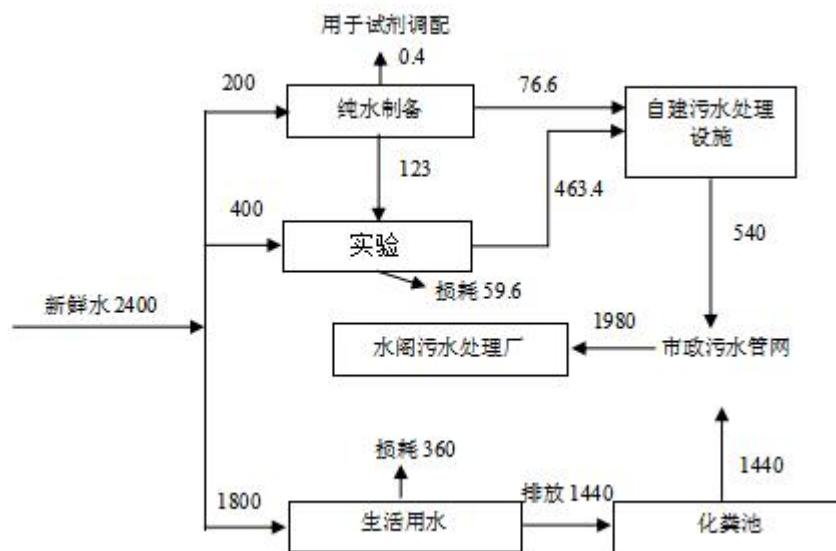 用于试剂调配
0.4
200
纯水制备
76.6
自建污水处理
设施
123
463.4
400
实验
540
损耗 59.6
新鲜水 2400
水阁污水处理厂
1980
市政污水管网
损耗 360
1440
1800
生活用水
排放 1440
化粪池